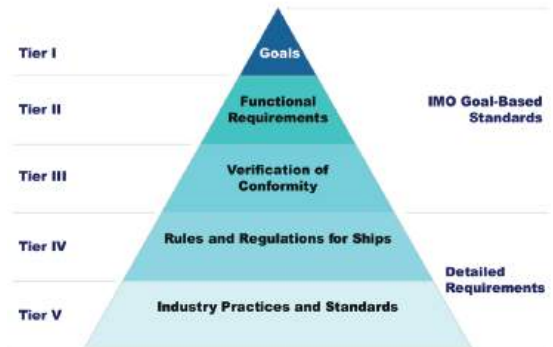 Tier I
Goals
Tier II
Functional
Requirements
IMO Goal-Based
Standards
Tier III
Verification of
Conformity
Tier IV
Rules and Regulations for Ships
Detailed
Requirements
Tier V
Industry Practices and Standards